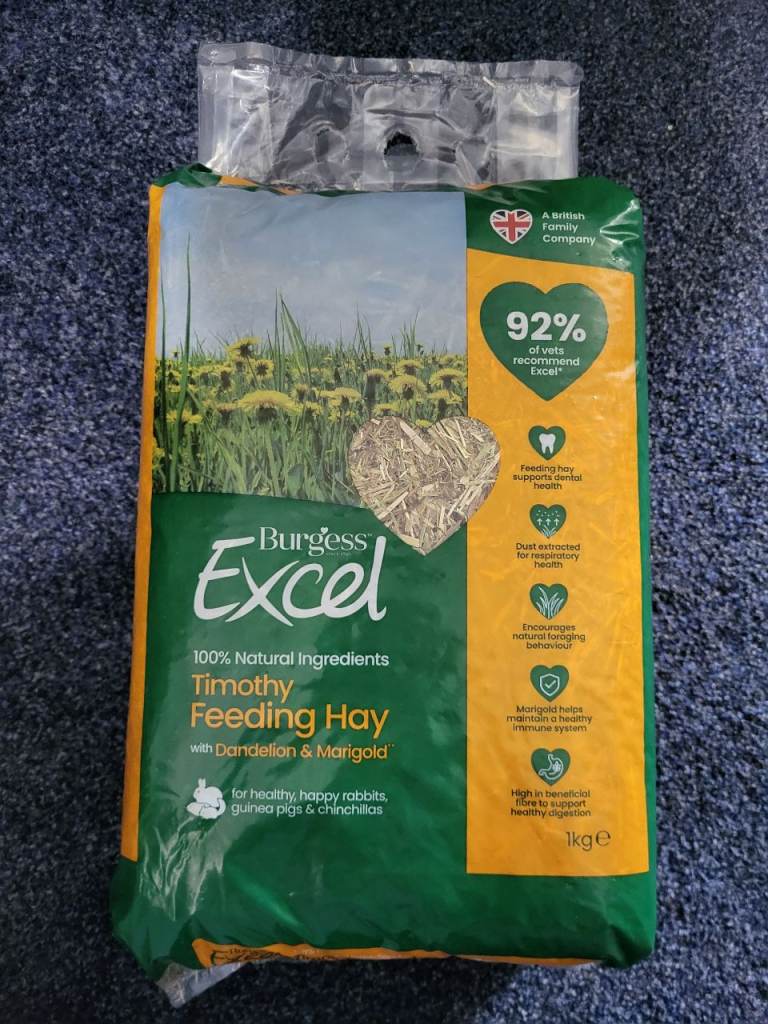 A British
Family
Company
92%
of vets
recommend
Excel*
Feeding hay
supports dental
health
Dust extracted
for respiratory
health
Encourages
natural foraging
behaviour
Marigold helps
maintain a healthy
immune system
High in beneficial
fibre to support
healthy digestion
1kg℮
Burgess™
Excel
100% Natural Ingredients
Timothy
Feeding Hay
with Dandelion & Marigold**
for healthy, happy rabbits,
guinea pigs & chinchillas
Excel